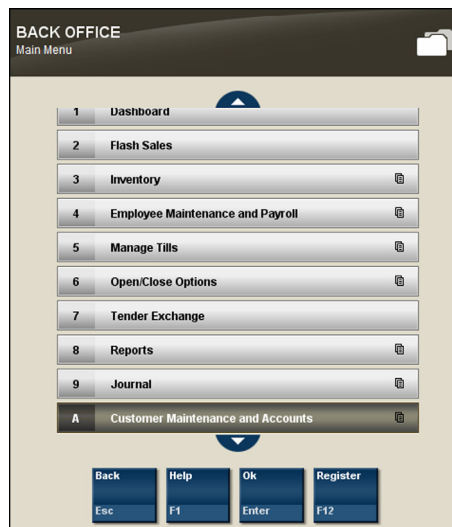 BACK OFFICE
Main Menu
1 Dashboard
2 Flash Sales
3 Inventory
4 Employee Maintenance and Payroll
5 Manage Tills
6 Open/Close Options
7 Tender Exchange
8 Reports
9 Journal
A Customer Maintenance and Accounts
Back Help Ok Register
Esc F1 Enter F12